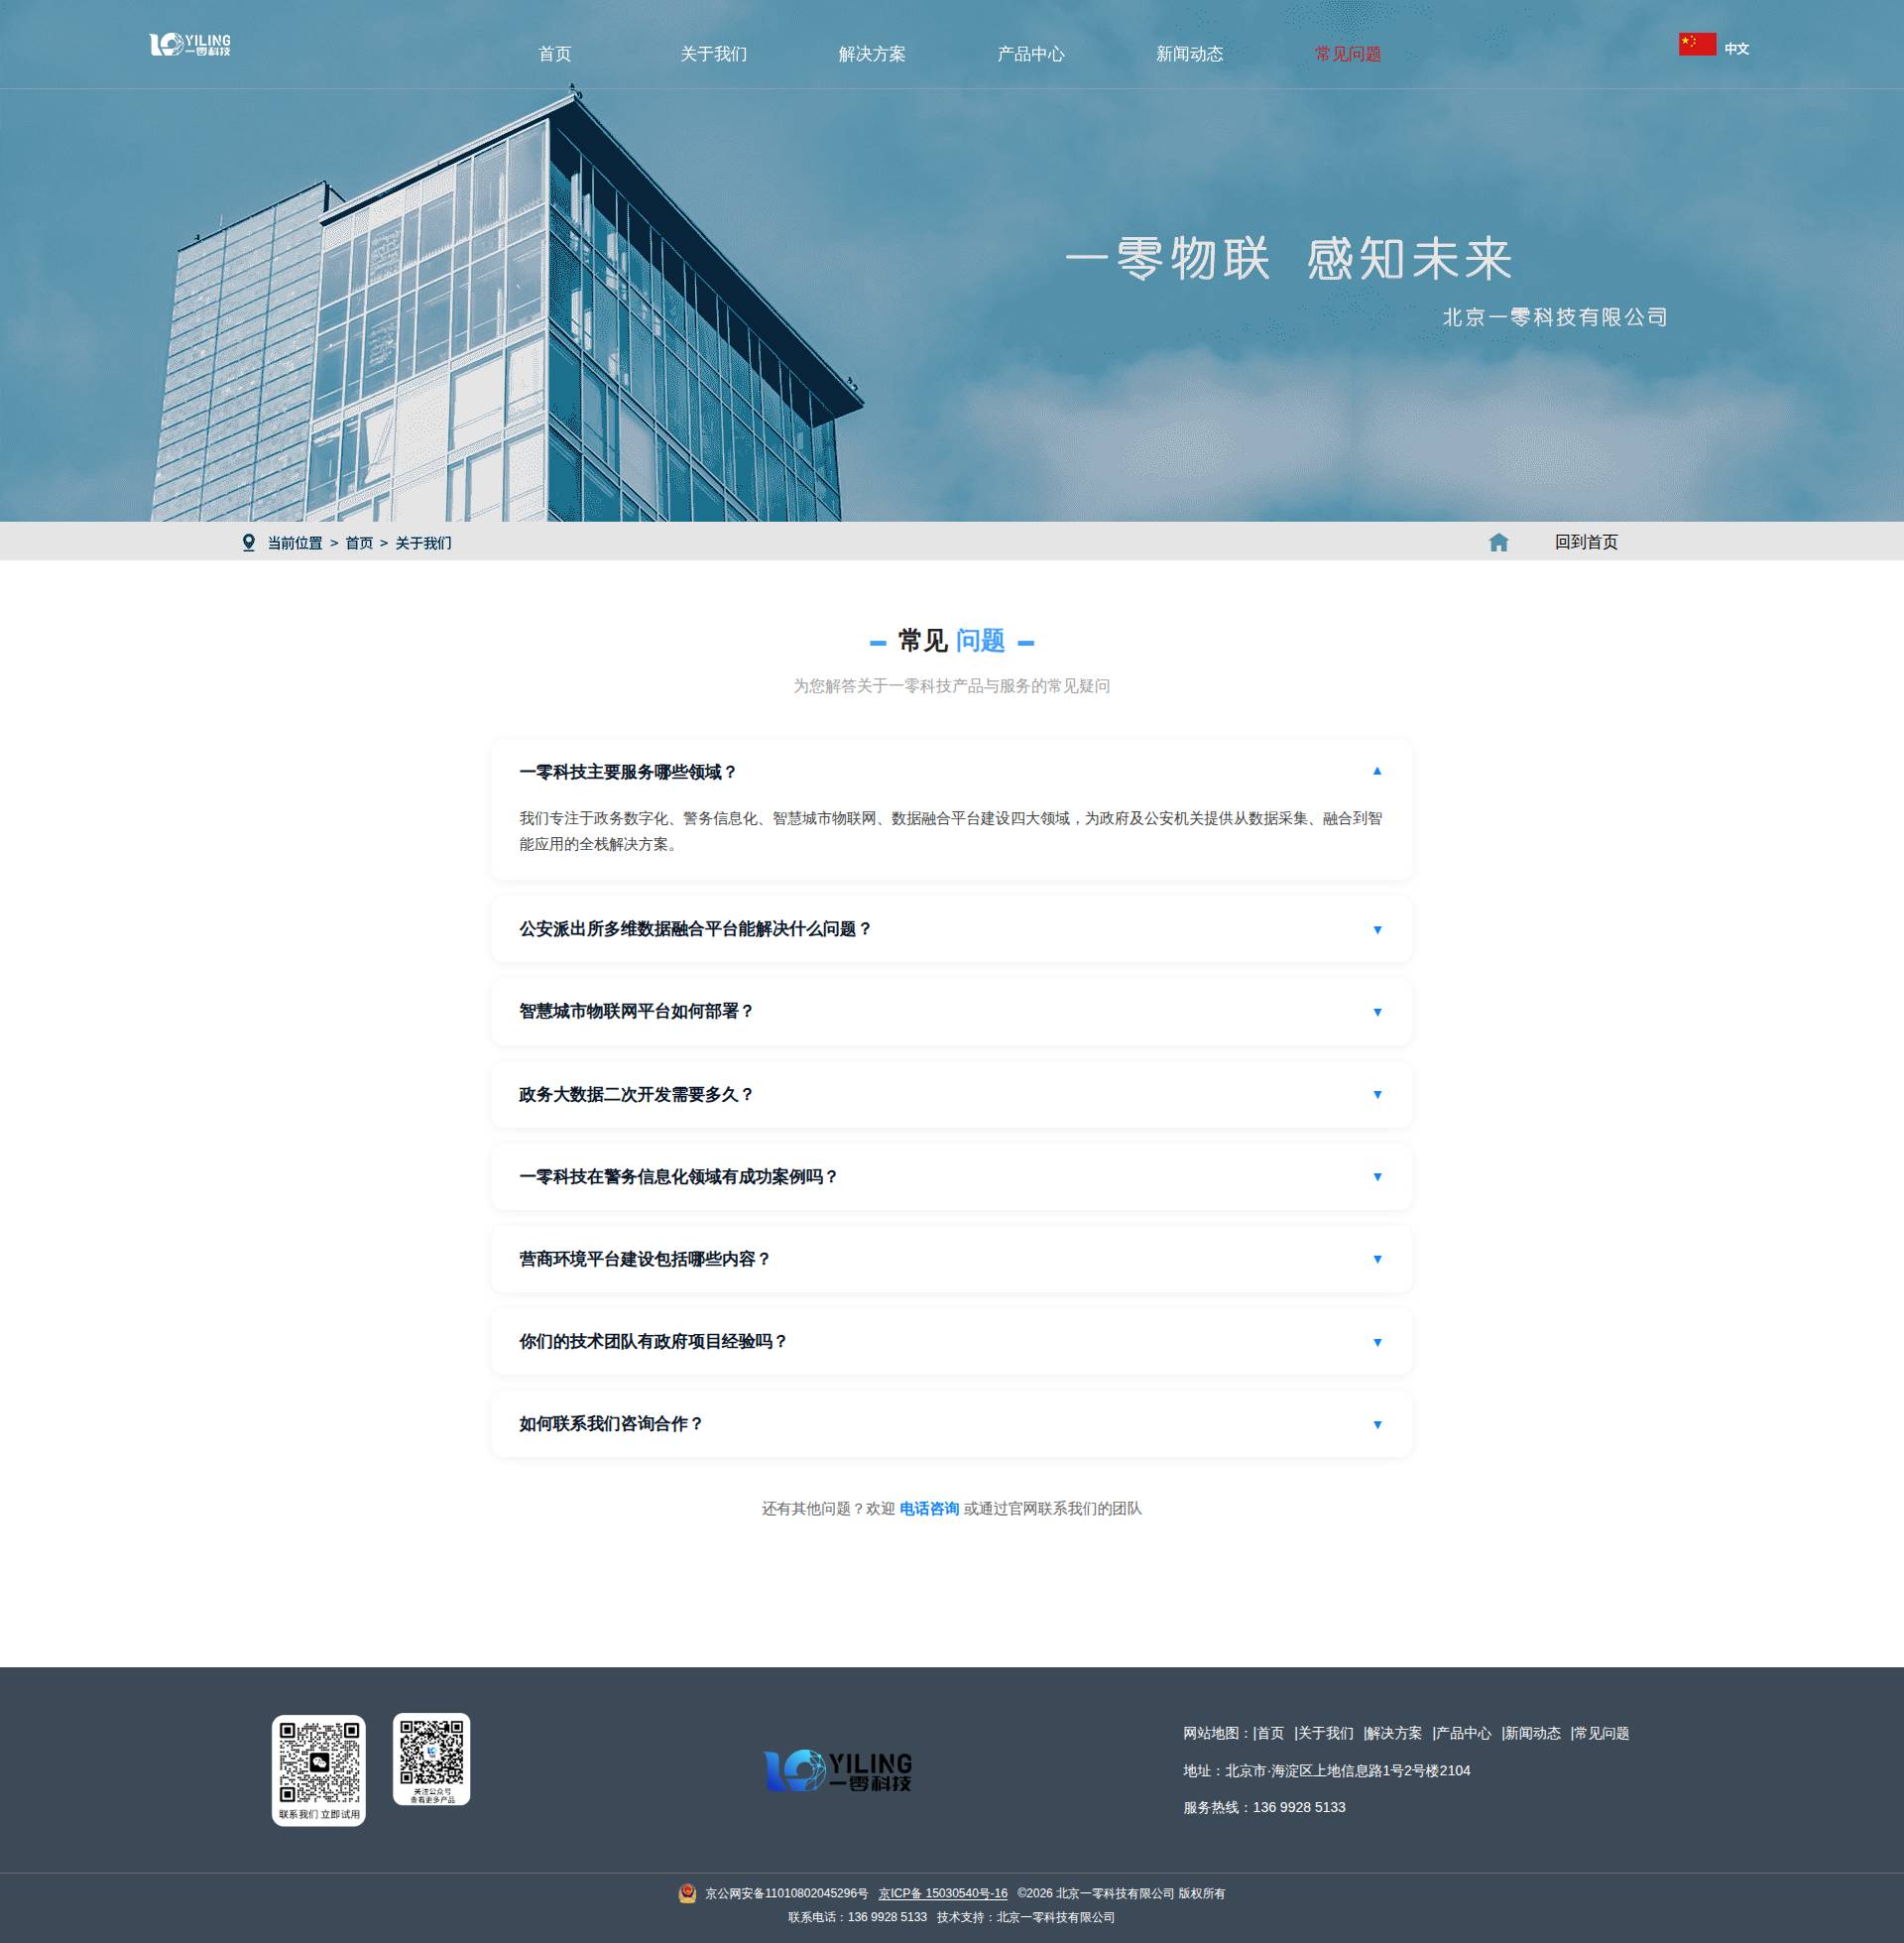 YILING
一零科技
首页
关于我们
解决方案
产品中心
新闻动态
常见问题
中文
一零物联 感知未来
北京一零科技有限公司
当前位置 > 首页 > 关于我们
回到首页
常见 问题
为您解答关于一零科技产品与服务的常见疑问
一零科技主要服务哪些领域？
▲
我们专注于政务数字化、警务信息化、智慧城市物联网、数据融合平台建设四大领域，为政府及公安机关提供从数据采集、融合到智
能应用的全栈解决方案。
公安派出所多维数据融合平台能解决什么问题？
▼
智慧城市物联网平台如何部署？
▼
政务大数据二次开发需要多久？
▼
一零科技在警务信息化领域有成功案例吗？
▼
营商环境平台建设包括哪些内容？
▼
你们的技术团队有政府项目经验吗？
▼
如何联系我们咨询合作？
▼
还有其他问题？欢迎 电话咨询 或通过官网联系我们的团队
联系我们 立即试用
关注公众号
查看更多产品
YILING
一零科技
网站地图：|首页 |关于我们 |解决方案 |产品中心 |新闻动态 |常见问题
地址：北京市·海淀区上地信息路1号2号楼2104
服务热线：136 9928 5133
京公网安备11010802045296号 京ICP备 15030540号-16 ©2026 北京一零科技有限公司 版权所有
联系电话：136 9928 5133 技术支持：北京一零科技有限公司